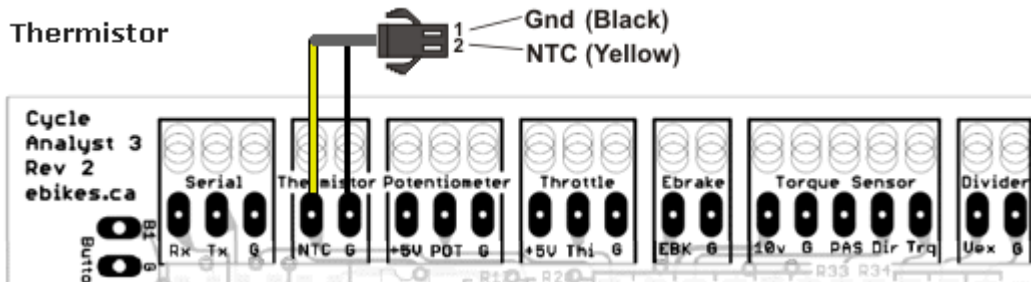 Thermistor
1 Gnd (Black)
2 NTC (Yellow)
Cycle
Analyst 3
Rev 2
ebikes.ca
Serial Thermistor Potentiometer Throttle Ebrake Torque Sensor Divider
Rx Tx G NTC G +5V POT G +5V Thi G EBK G 10v G PAS Dir Trq Vex G
B1
G
R33 R34